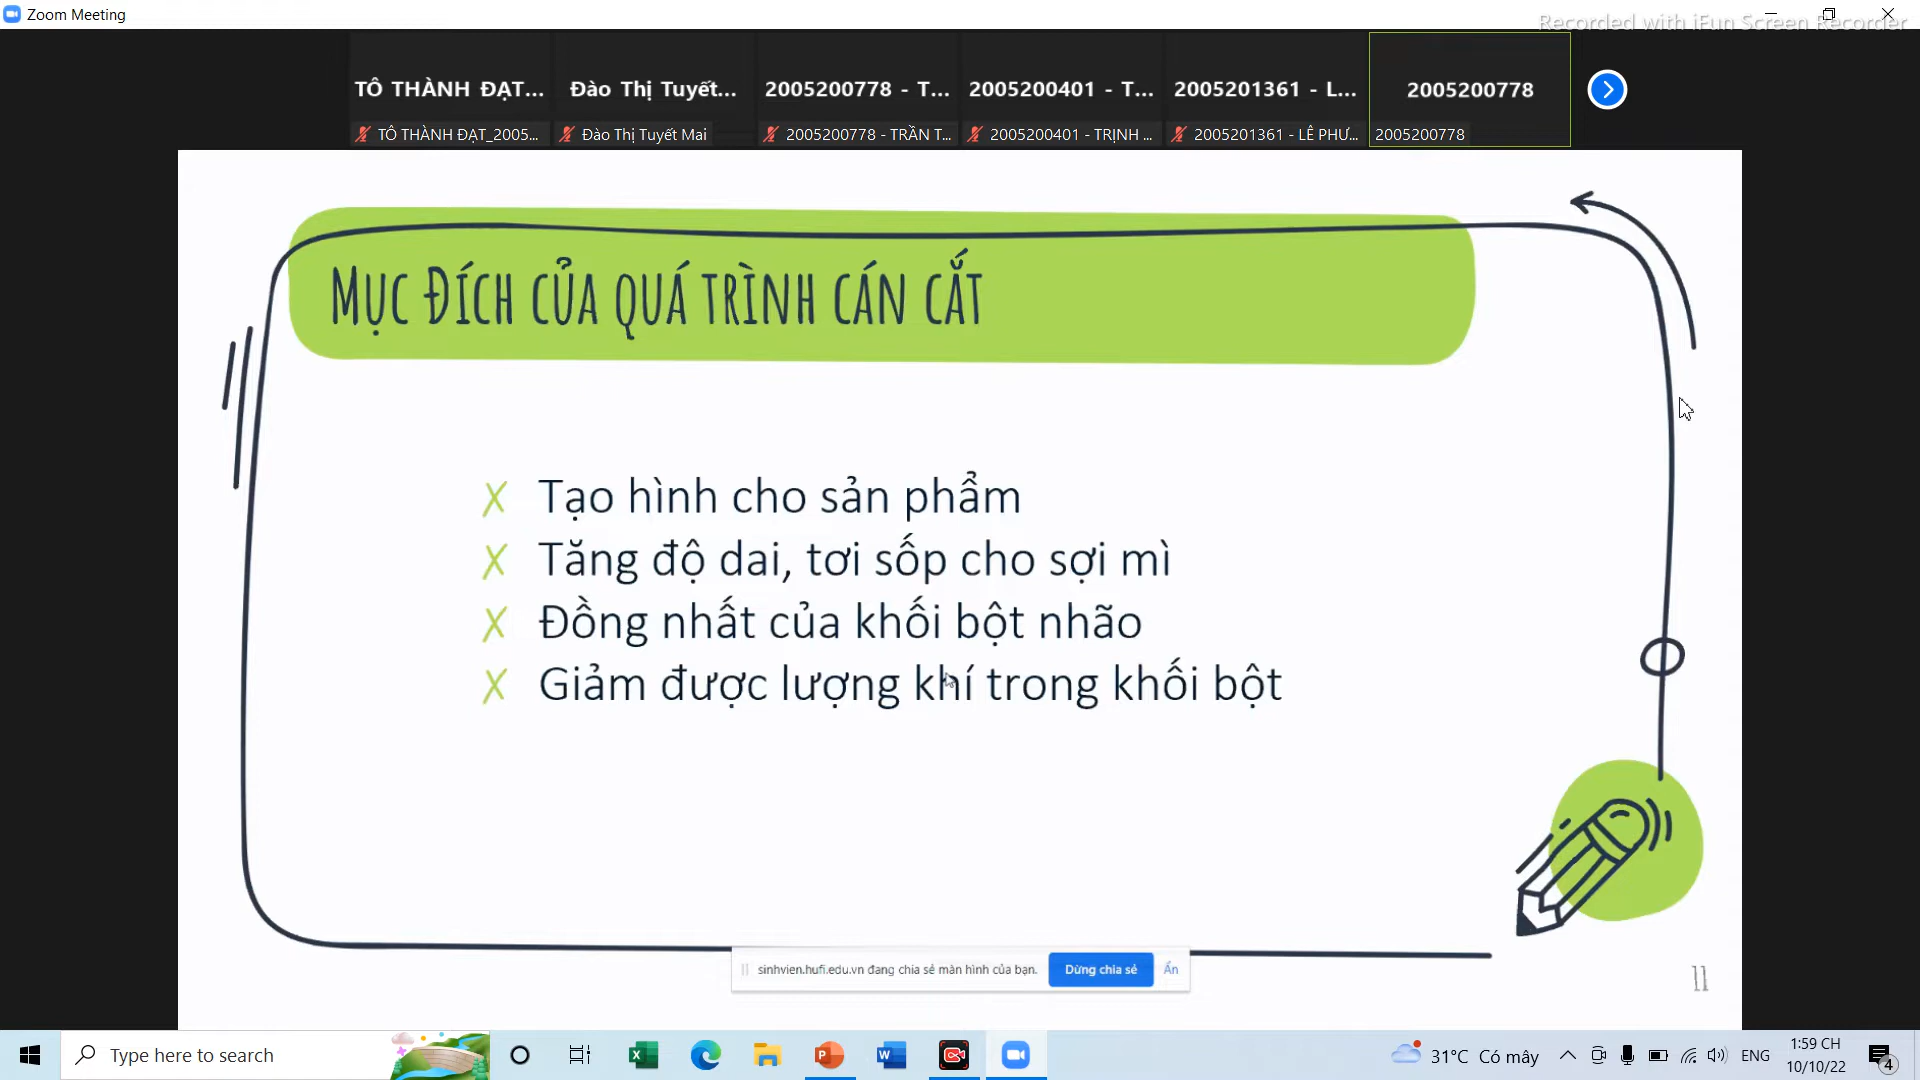 Zoom Meeting
Recorded with iFun Screen Recorder
TÔ THÀNH ĐẠT... Đào Thị Tuyết... 2005200778 - T... 2005200401 - T... 2005201361 - L... 2005200778
TÔ THÀNH ĐẠT_2005... Đào Thị Tuyết Mai 2005200778 - TRẦN T... 2005200401 - TRỊNH ... 2005201361 - LÊ PHƯ... 2005200778
MỤC ĐÍCH CỦA QUÁ TRÌNH CÁN CẮT
Tạo hình cho sản phẩm
Tăng độ dai, tơi sốp cho sợi mì
Đồng nhất của khối bột nhão
Giảm được lượng khí trong khối bột
sinhvien.hufi.edu.vn đang chia sẻ màn hình của bạn. Dừng chia sẻ Ẩn
11
Type here to search
31°C Có mây ENG 1:59 CH
10/10/22
4